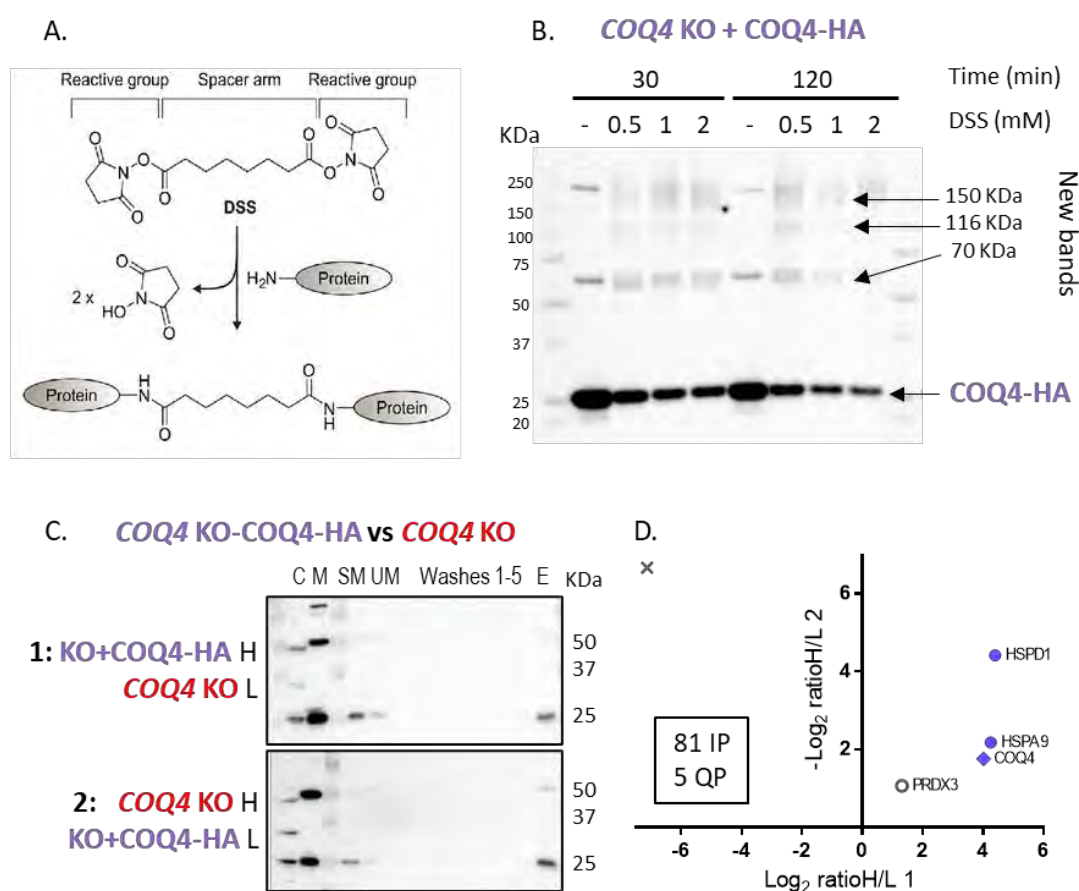 A.
Reactive group Spacer arm Reactive group
O
O
N
O
O
O
O
N
O
O
O
DSS
2 x
O
N
HO
O
H₂N
Protein
Protein
H
N
O
O
N
H
Protein
B. COQ4 KO + COQ4-HA
30 120 Time (min)
KDa - 0.5 1 2 - 0.5 1 2 DSS (mM)
250
150
100
75
50
37
25
20
150 KDa
116 KDa
70 KDa
New bands
COQ4-HA
C. COQ4 KO-COQ4-HA vs COQ4 KO
C M SM UM Washes 1-5 E KDa
1: KO+COQ4-HA H
COQ4 KO L
50
37
25
2: COQ4 KO H
KO+COQ4-HA L
50
37
25
D.
-Log₂ ratioH/L 2
6
4
2
HSPD1
HSPA9
COQ4
PRDX3
81 IP
5 QP
-6 -4 -2 0 2 4 6
Log₂ ratioH/L 1